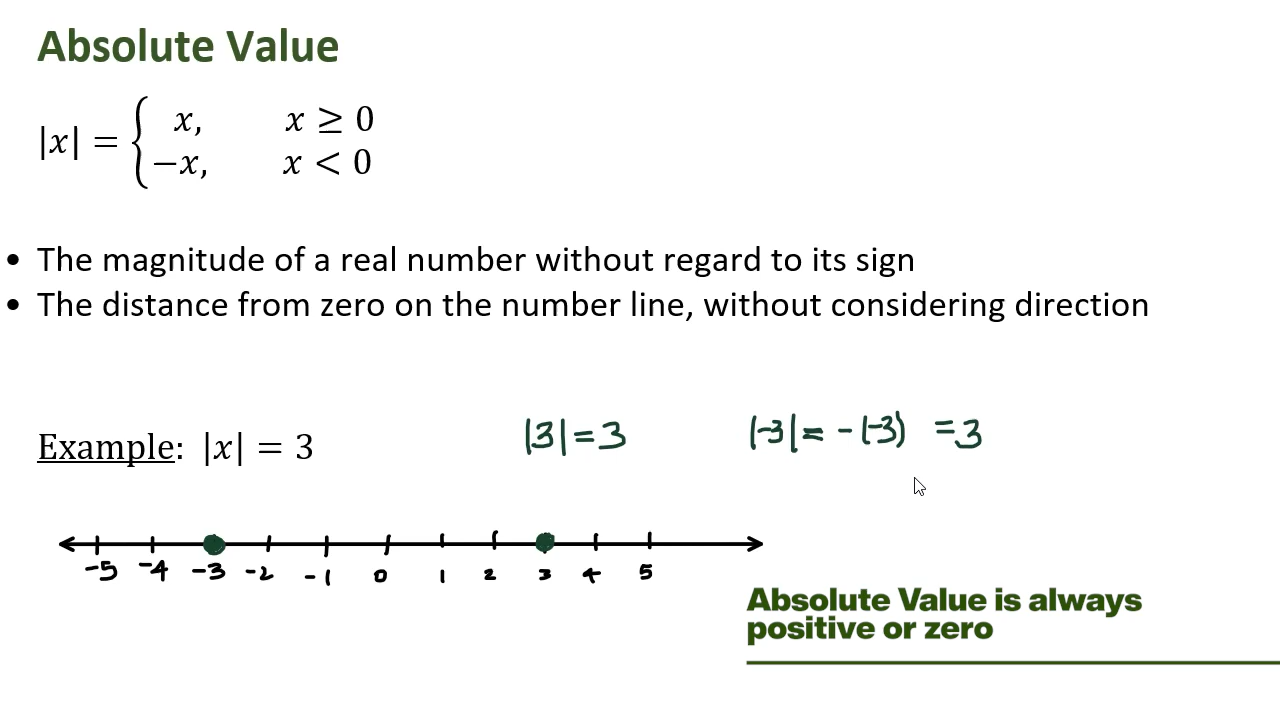 Absolute Value
|x| = { x, x ≥ 0
−x, x < 0
• The magnitude of a real number without regard to its sign
• The distance from zero on the number line, without considering direction
Example: |x| = 3 |3| = 3 |-3| = -(-3) = 3
-5 -4 -3 -2 -1 0 1 2 3 4 5
Absolute Value is always
positive or zero